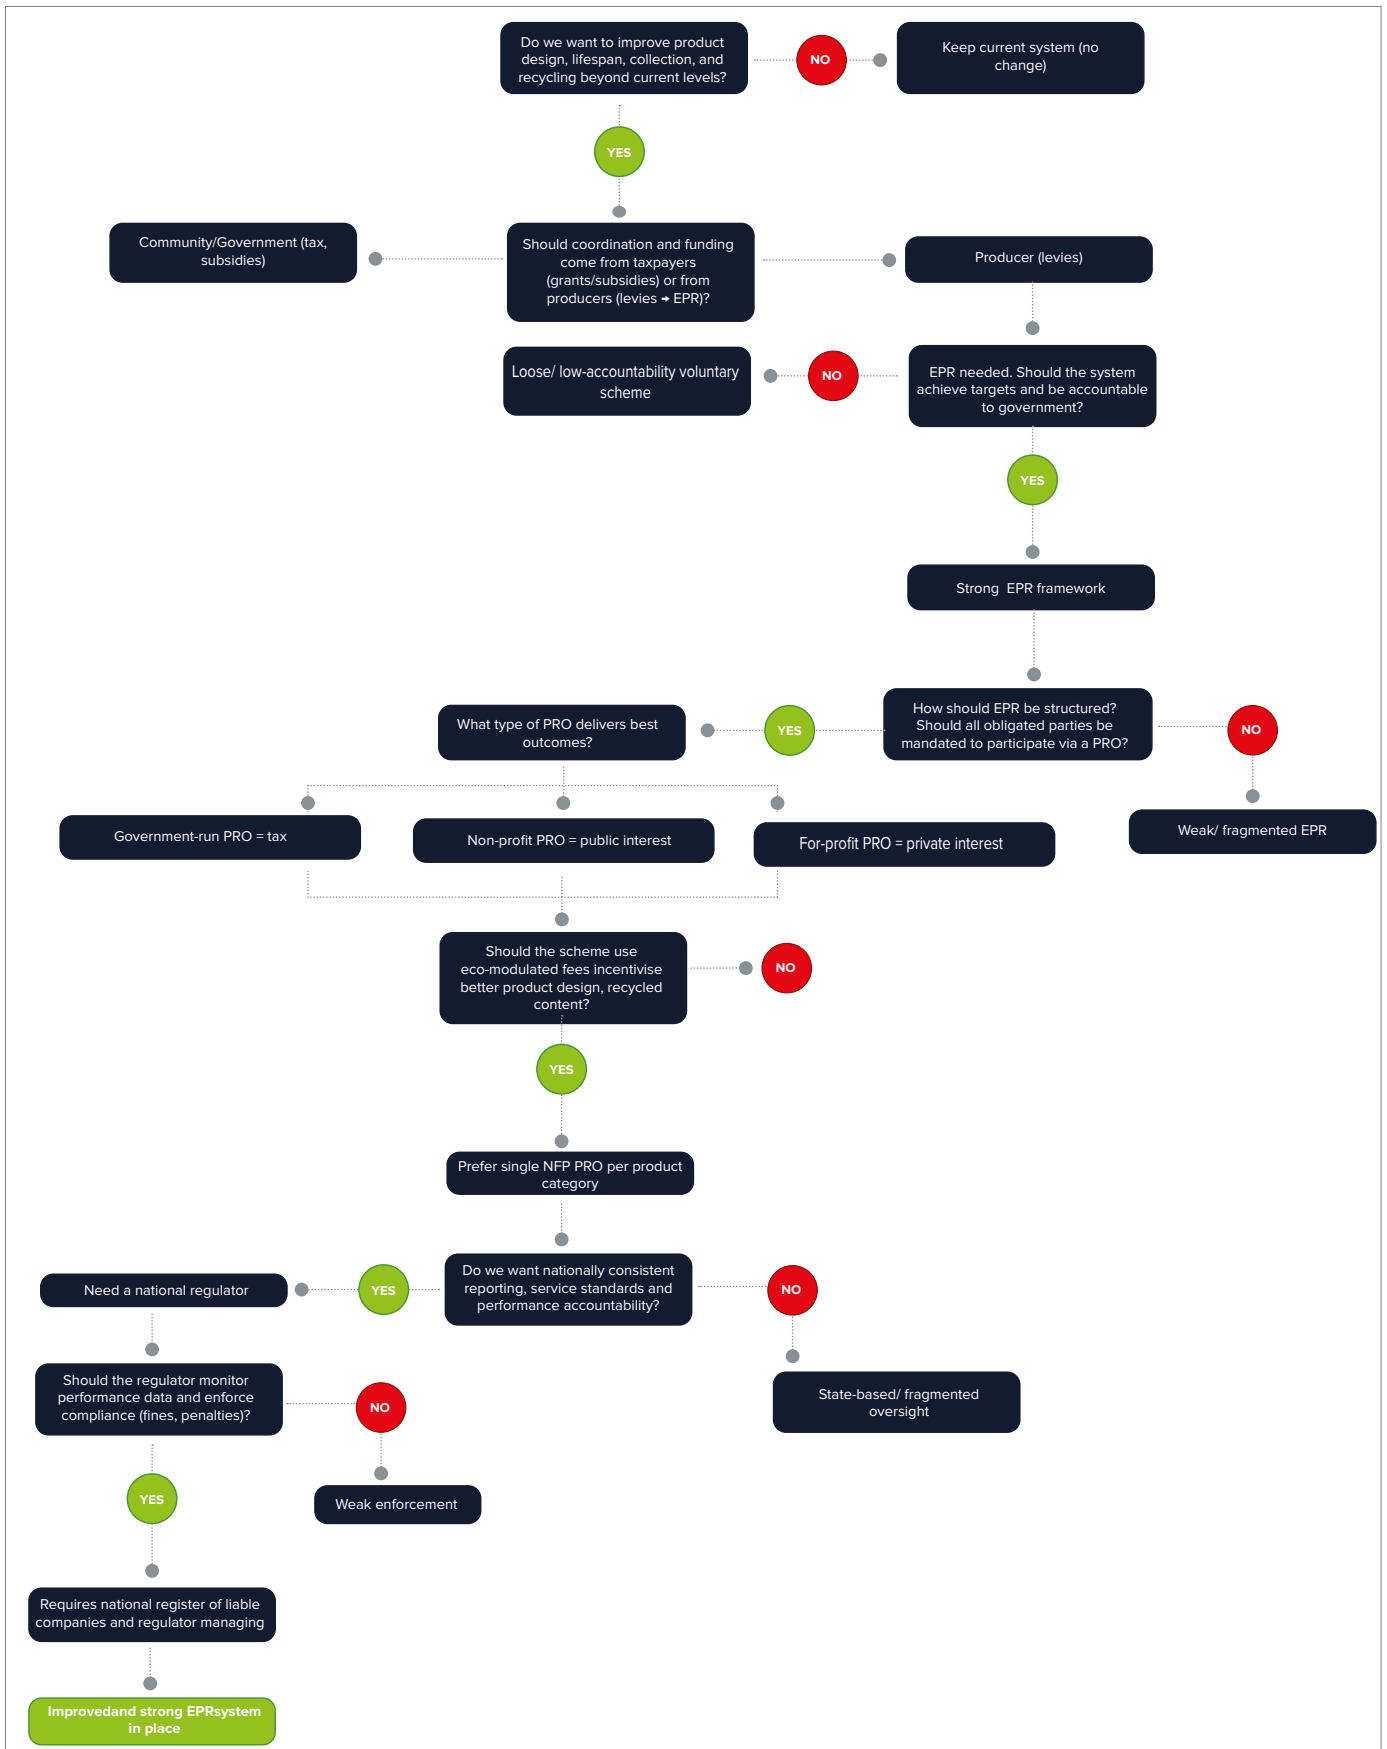 Do we want to improve product
design, lifespan, collection, and
recycling beyond current levels?
NO
Keep current system (no
change)
YES
Community/Government (tax,
subsidies)
Should coordination and funding
come from taxpayers
(grants/subsidies) or from
producers (levies → EPR)?
Producer (levies)
Loose/ low-accountability voluntary
scheme
NO
EPR needed. Should the system
achieve targets and be accountable
to government?
YES
Strong EPR framework
What type of PRO delivers best
outcomes?
YES
How should EPR be structured?
Should all obligated parties be
mandated to participate via a PRO?
NO
Government-run PRO = tax
Non-profit PRO = public interest
For-profit PRO = private interest
Weak/ fragmented EPR
Should the scheme use
eco-modulated fees incentivise
better product design, recycled
content?
NO
YES
Prefer single NFP PRO per product
category
Need a national regulator
YES
Do we want nationally consistent
reporting, service standards and
performance accountability?
NO
Should the regulator monitor
performance data and enforce
compliance (fines, penalties)?
NO
State-based/ fragmented
oversight
YES
Weak enforcement
Requires national register of liable
companies and regulator managing
Improvedand strong EPRsystem
in place